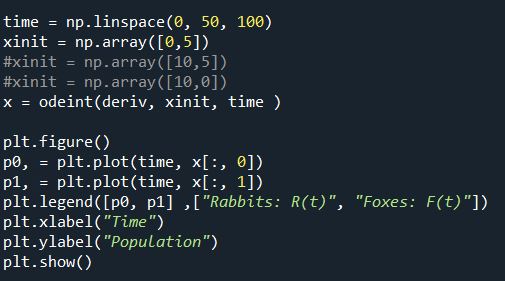 time = np.linspace(0, 50, 100)
xinit = np.array([0,5])
#xinit = np.array([10,5])
#xinit = np.array([10,0])
x = odeint(deriv, xinit, time )
plt.figure()
p0, = plt.plot(time, x[:, 0])
p1, = plt.plot(time, x[:, 1])
plt.legend([p0, p1] ,["Rabbits: R(t)", "Foxes: F(t)"])
plt.xlabel("Time")
plt.ylabel("Population")
plt.show()